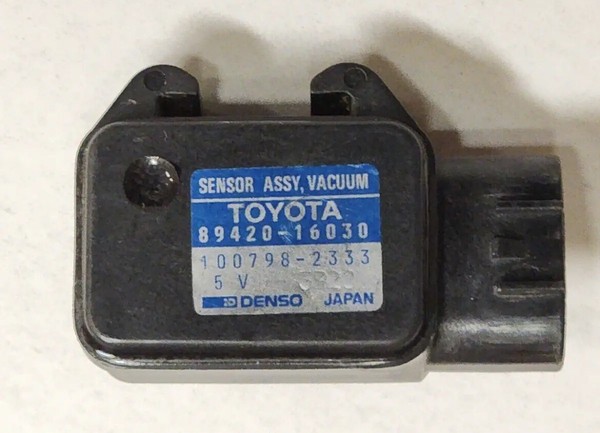 SENSOR ASSY, VACUUM
TOYOTA
89420-16030
100798-2333
5 V
DENSO JAPAN